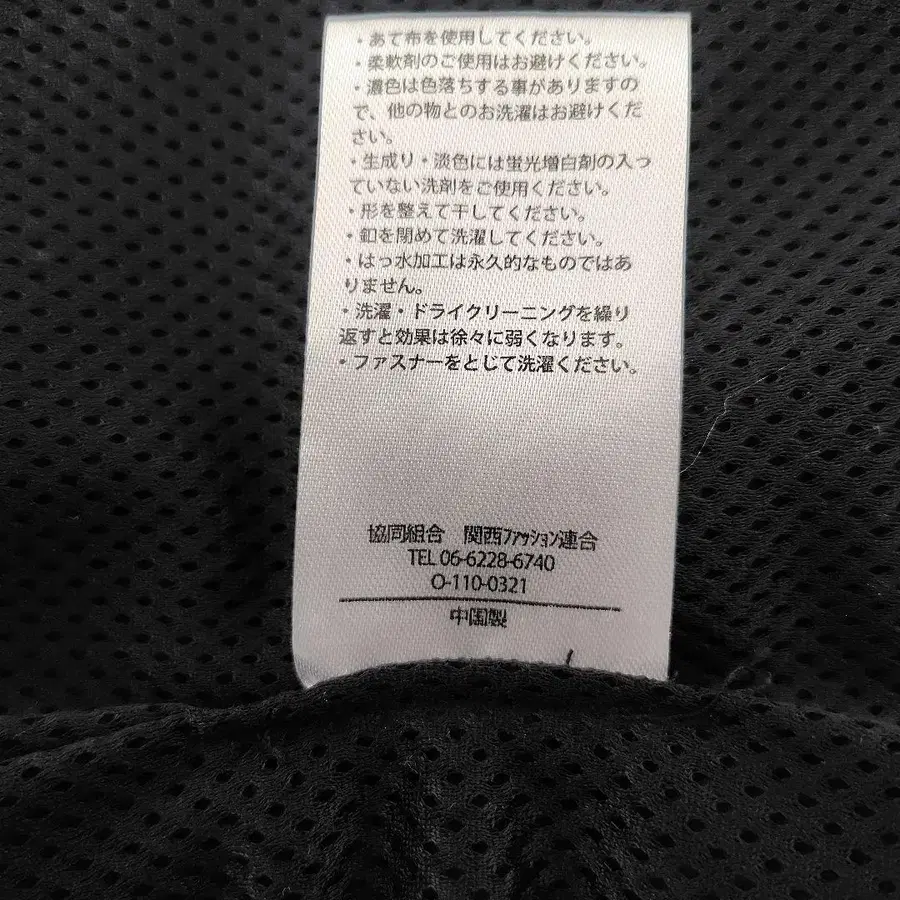 ・あて布を使用してください。
・柔軟剤のご使用はお避けください。
・濃色は色落ちする事がありますの
で、他の物とのお洗濯はお避けくだ
さい。
・生成り・淡色には蛍光増白剤の入っ
ていない洗剤をご使用ください。
・形を整えて干してください。
・釦を閉めて洗濯してください。
・はっ水加工は永久的なものではあ
りません。
・洗濯・ドライクリーニングを繰り
返すと効果は徐々に弱くなります。
・ファスナーをとじて洗濯ください。
協同組合 関西ファッション連合
TEL 06-6228-6740
O-110-0321
中国製